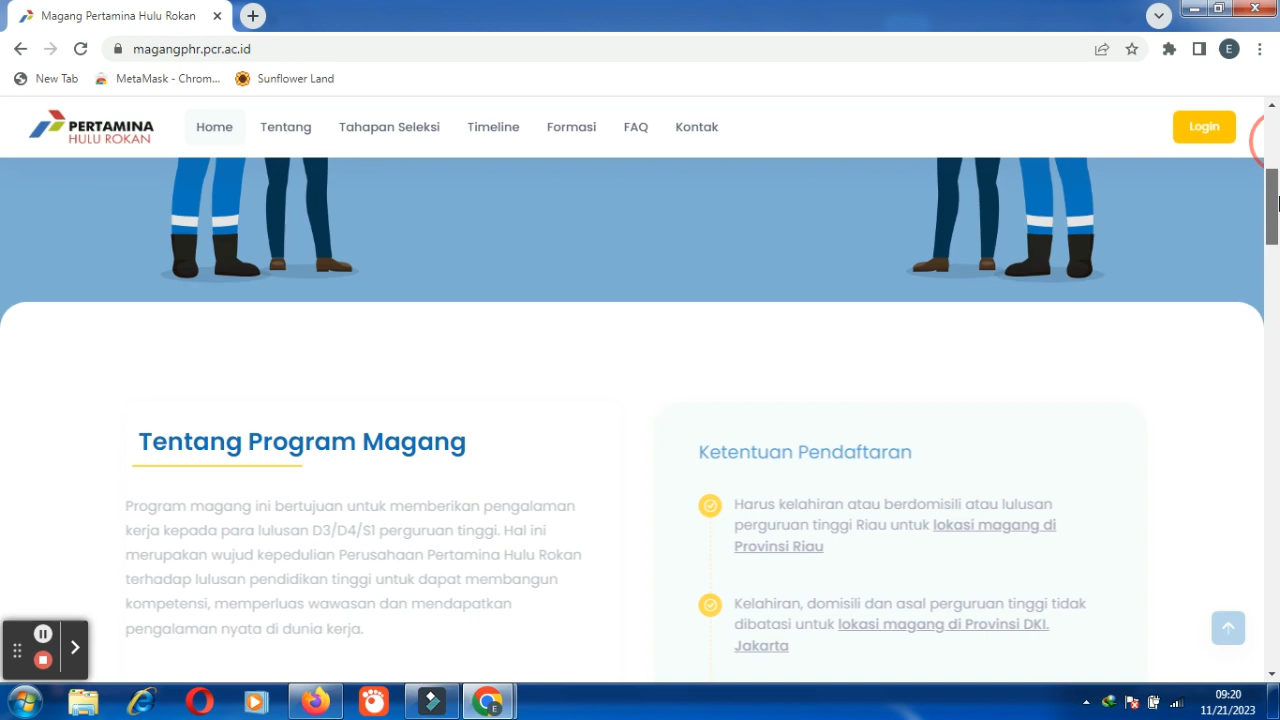 Magang Pertamina Hulu Rokan
magangphr.pcr.ac.id
E
New Tab
MetaMask - Chrom...
Sunflower Land
PERTAMINA
HULU ROKAN
Home
Tentang
Tahapan Seleksi
Timeline
Formasi
FAQ
Kontak
Login
Tentang Program Magang
Program magang ini bertujuan untuk memberikan pengalaman
kerja kepada para lulusan D3/D4/S1 perguruan tinggi. Hal ini
merupakan wujud kepedulian Perusahaan Pertamina Hulu Rokan
terhadap lulusan pendidikan tinggi untuk dapat membangun
kompetensi, memperluas wawasan dan mendapatkan
pengalaman nyata di dunia kerja.
Ketentuan Pendaftaran
Harus kelahiran atau berdomisili atau lulusan
perguruan tinggi Riau untuk lokasi magang di
Provinsi Riau
Kelahiran, domisili dan asal perguruan tinggi tidak
dibatasi untuk lokasi magang di Provinsi DKI.
Jakarta
E
09:20
11/21/2023